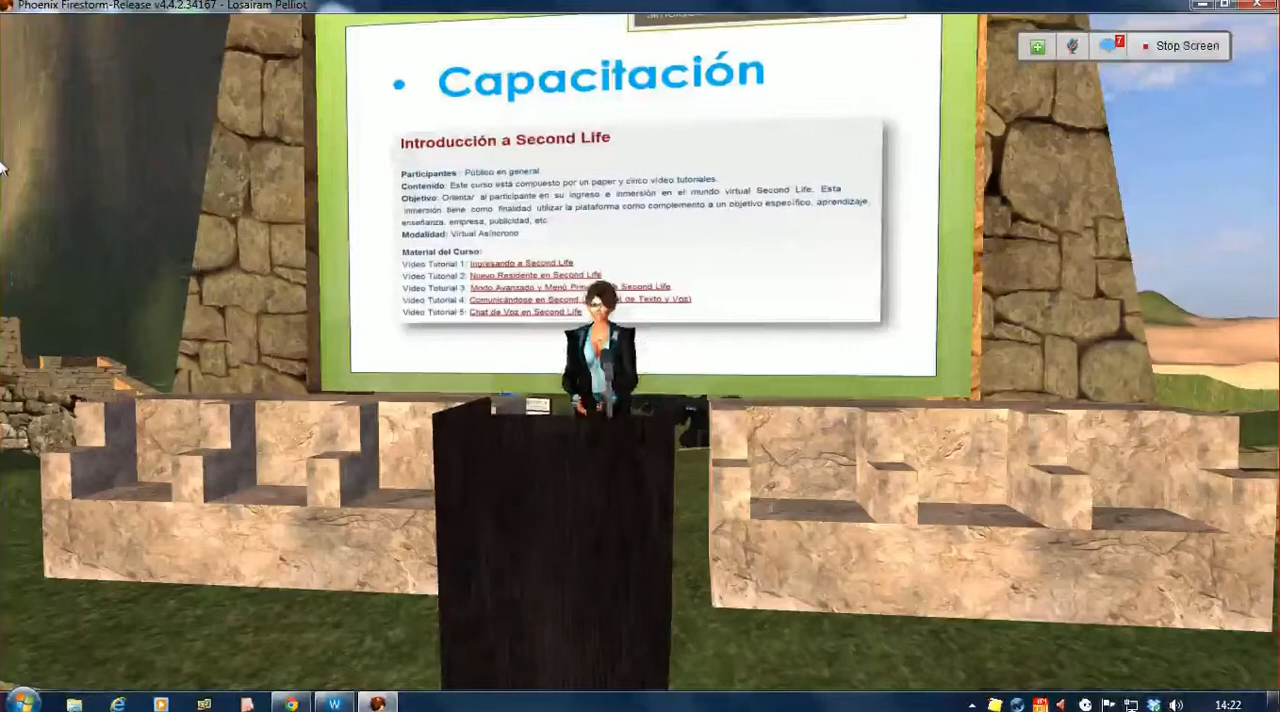 Phoenix Firestorm-Release v4.4.2.34167 - Losairam Pelliot
7
Stop Screen
• Capacitación
Introducción a Second Life
Participantes : Público en general
Contenido: Este curso está compuesto por un paper y cinco video tutoriales.
Objetivo: Orientar al participante en su ingreso e inmersión en el mundo virtual Second Life. Esta
inmersión tiene como finalidad utilizar la plataforma como complemento a un objetivo específico, aprendizaje,
enseñanza, empresa, publicidad, etc.
Modalidad: Virtual Asíncrono
Material del Curso:
Video Tutorial 1: Ingresando a Second Life
Video Tutorial 2: Nuevo Residente en Second Life
Video Toturial 3: Modo Avanzado y Menú Second Life
Video Tutorial 4: Comunicándose en Second de Texto y Voz)
Video Tutorial 5: Chat de Voz en Second Life
14:22